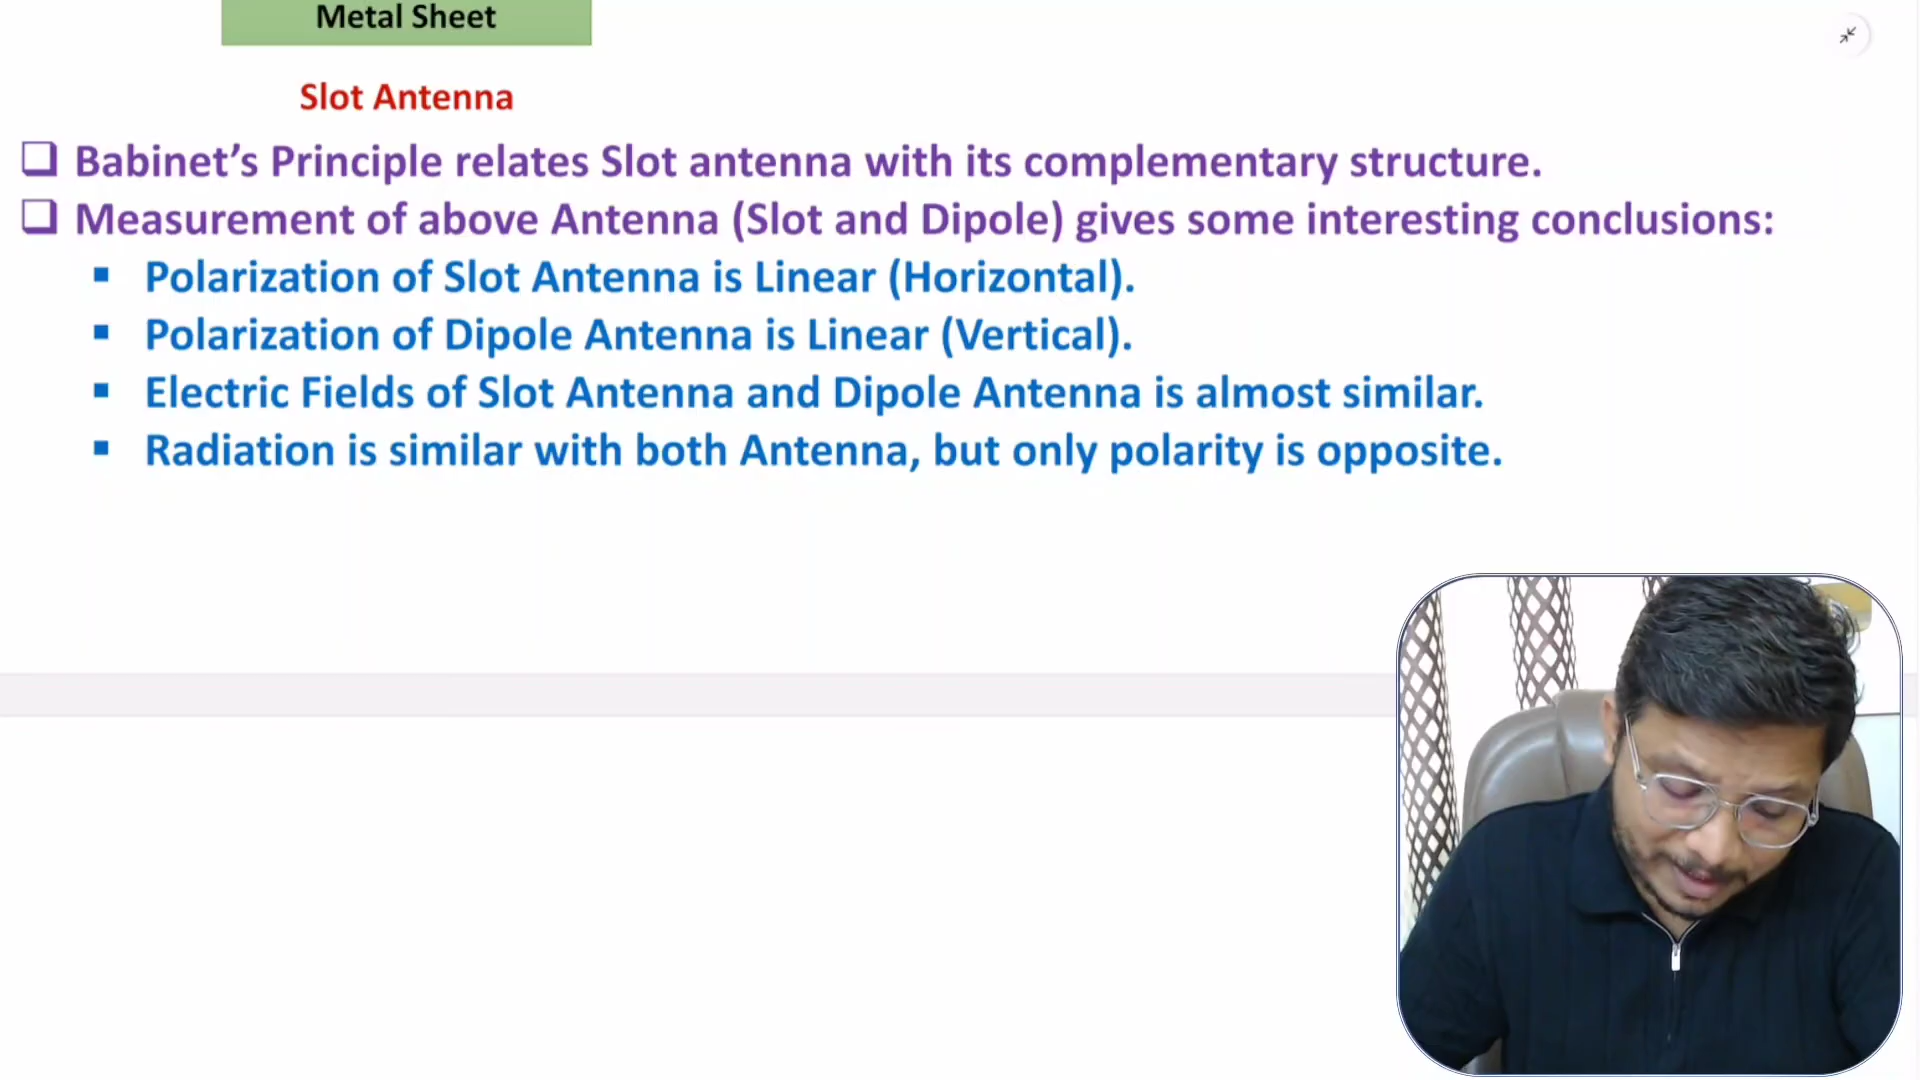 Metal Sheet
Slot Antenna
❑ Babinet’s Principle relates Slot antenna with its complementary structure.
❑ Measurement of above Antenna (Slot and Dipole) gives some interesting conclusions:
▪ Polarization of Slot Antenna is Linear (Horizontal).
▪ Polarization of Dipole Antenna is Linear (Vertical).
▪ Electric Fields of Slot Antenna and Dipole Antenna is almost similar.
▪ Radiation is similar with both Antenna, but only polarity is opposite.